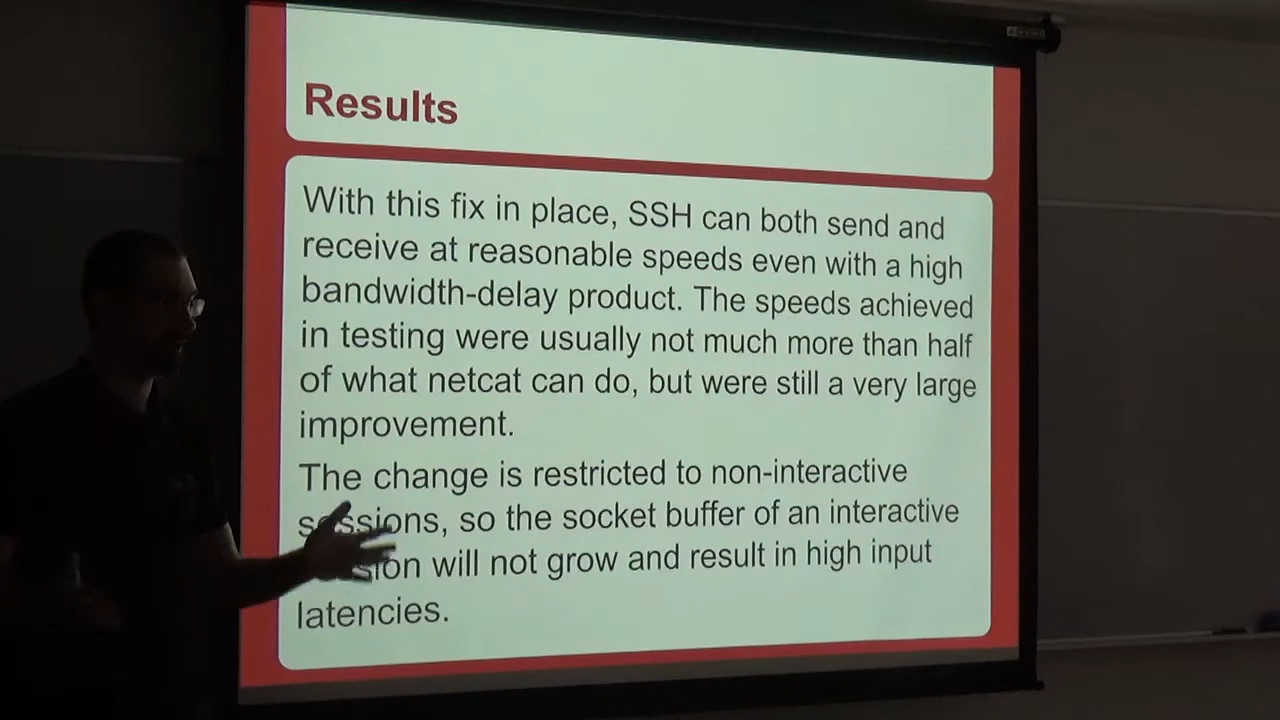 Results
With this fix in place, SSH can both send and
receive at reasonable speeds even with a high
bandwidth-delay product. The speeds achieved
in testing were usually not much more than half
of what netcat can do, but were still a very large
improvement.
The change is restricted to non-interactive
sessions, so the socket buffer of an interactive
session will not grow and result in high input
latencies.